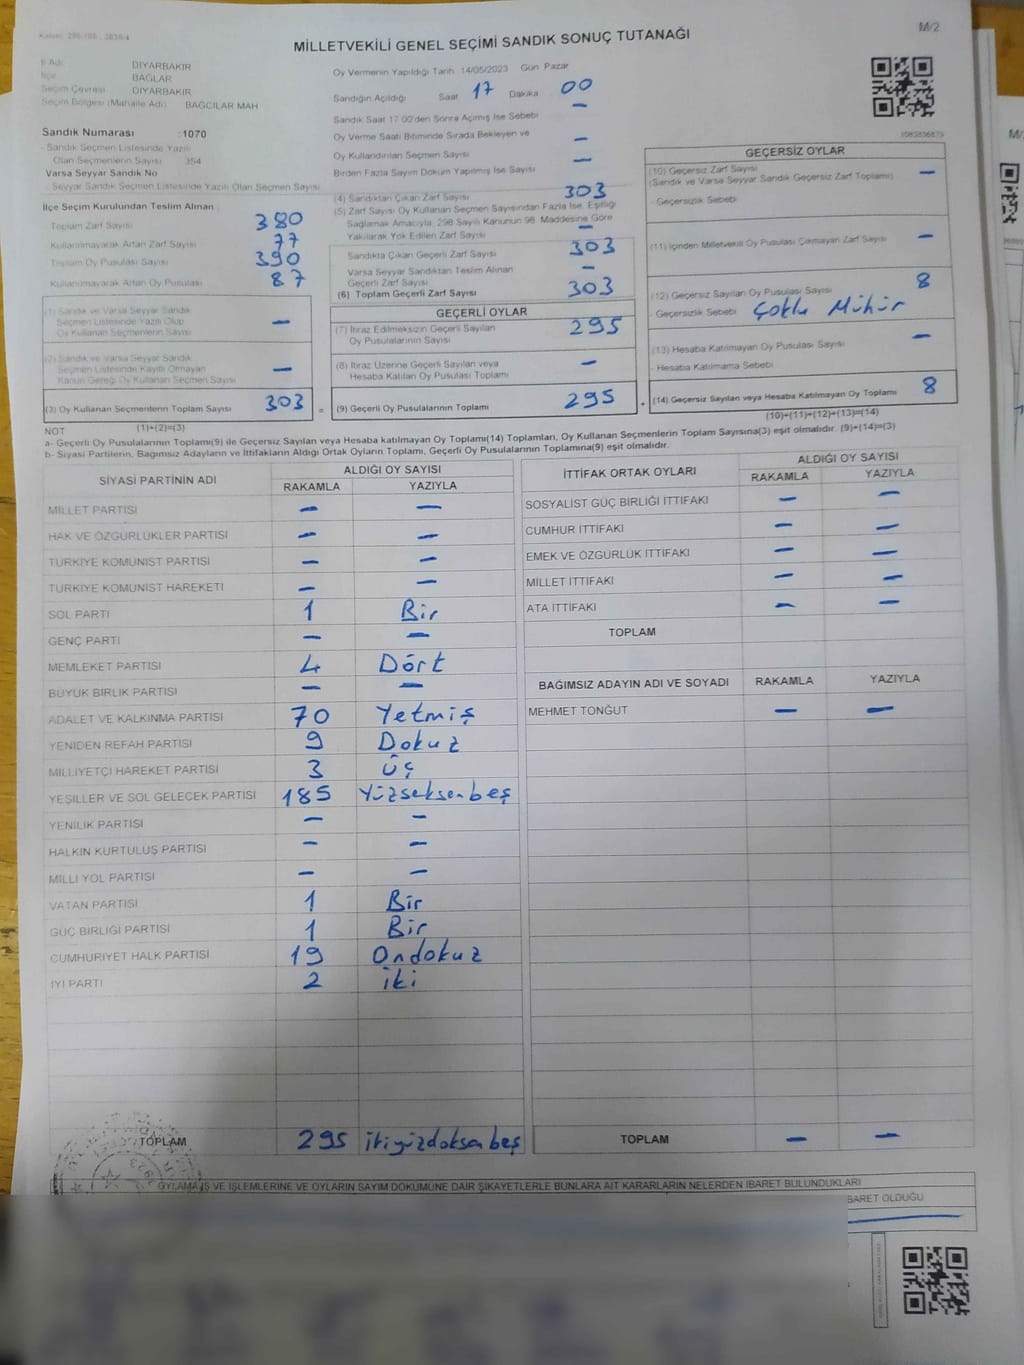 MİLLETVEKİLİ GENEL SEÇİMİ SANDIK SONUÇ TUTANAĞI
M/2
İl Adı DİYARBAKIR
İlçe BAĞLAR
Seçim Çevresi DİYARBAKIR
Seçim Bölgesi (Mahalle Adı) BAĞCILAR MAH
Sandık Numarası :1070
- Sandık Seçmen Listesinde Yazılı
Olan Seçmenlerin Sayısı 354
Varsa Seyyar Sandık No
- Seyyar Sandık Seçmen Listesinde Yazılı Olan Seçmen Sayısı
İlçe Seçim Kurulundan Teslim Alınan
Toplam Zarf Sayısı 380
Kullanılmayarak Artan Zarf Sayısı 77
Toplam Oy Pusulası Sayısı 390
Kullanılmayarak Artan Oy Pusulası 87
(1) Sandık ve Varsa Seyyar Sandık
Seçmen Listesinde Yazılı Olup
Oy Kullanan Seçmenlerin Sayısı –
(2) Sandık ve Varsa Seyyar Sandık
Seçmen Listesinde Kayıtlı Olmayan
Kanun Gereği Oy Kullanan Seçmen Sayısı –
(3) Oy Kullanan Seçmenlerin Toplam Sayısı 303 =
(1)+(2)=(3)
Oy Vermenin Yapıldığı Tarih :14/05/2023 Gün: Pazar
Sandığın Açıldığı Saat 17 Dakika 00
Sandık Saat 17:00'den Sonra Açılmış İse Sebebi –
Oy Verme Saati Bitiminde Sırada Bekleyen ve
Oy Kullandırılan Seçmen Sayısı –
Birden Fazla Sayım Döküm Yapılmış İse Sayısı –
(4) Sandıktan Çıkan Zarf Sayısı 303
(5) Zarf Sayısı Oy Kullanan Seçmen Sayısından Fazla İse, Eşitliği
Sağlamak Amacıyla, 298 Sayılı Kanunun 98. Maddesine Göre
Yakılarak Yok Edilen Zarf Sayısı –
Sandıkta Çıkan Geçerli Zarf Sayısı 303
Varsa Seyyar Sandıktan Teslim Alınan
Geçerli Zarf Sayısı –
(6) Toplam Geçerli Zarf Sayısı 303
GEÇERLİ OYLAR
(7) İtiraz Edilmeksizin Geçerli Sayılan
Oy Pusulalarının Sayısı 295
(8) İtiraz Üzerine Geçerli Sayılan veya
Hesaba Katılan Oy Pusulası Toplamı –
(9) Geçerli Oy Pusulalarının Toplamı 295 +
GEÇERSİZ OYLAR
(10) Geçersiz Zarf Sayısı –
(Sandık ve Varsa Seyyar Sandık Geçersiz Zarf Toplamı)
- Geçersizlik Sebebi
(11) İçinden Milletvekili Oy Pusulası Çıkmayan Zarf Sayısı –
(12) Geçersiz Sayılan Oy Pusulası Sayısı 8
- Geçersizlik Sebebi Çoklu Mühür
(13) Hesaba Katılmayan Oy Pusulası Sayısı –
- Hesaba Katılmama Sebebi
(14) Geçersiz Sayılan veya Hesaba Katılmayan Oy Toplamı 8
(10)+(11)+(12)+(13)=(14)
NOT
a- Geçerli Oy Pusulalarının Toplamı(9) ile Geçersiz Sayılan veya Hesaba katılmayan Oy Toplamı(14) Toplamları, Oy Kullanan Seçmenlerin Toplam Sayısına(3) eşit olmalıdır. (9)+(14)=(3)
b- Siyasi Partilerin, Bağımsız Adayların ve İttifakların Aldığı Ortak Oyların Toplamı, Geçerli Oy Pusulalarının Toplamına(9) eşit olmalıdır.
SİYASİ PARTİNİN ADI ALDIĞI OY SAYISI
RAKAMLA YAZIYLA
MİLLET PARTİSİ – –
HAK VE ÖZGÜRLÜKLER PARTİSİ – –
TÜRKİYE KOMÜNİST PARTİSİ – –
TÜRKİYE KOMÜNİST HAREKETİ – –
SOL PARTİ 1 Bir
GENÇ PARTİ – –
MEMLEKET PARTİSİ 4 Dört
BÜYÜK BİRLİK PARTİSİ – –
ADALET VE KALKINMA PARTİSİ 70 Yetmiş
YENİDEN REFAH PARTİSİ 9 Dokuz
MİLLİYETÇİ HAREKET PARTİSİ 3 üç
YEŞİLLER VE SOL GELECEK PARTİSİ 185 Yüzseksenbeş
YENİLİK PARTİSİ – –
HALKIN KURTULUŞ PARTİSİ – –
MİLLİ YOL PARTİSİ – –
VATAN PARTİSİ 1 Bir
GÜÇ BİRLİĞİ PARTİSİ 1 Bir
CUMHURİYET HALK PARTİSİ 19 Ondokuz
İYİ PARTİ 2 iki
TOPLAM 295 ikiyüzdoksanbeş
İTTİFAK ORTAK OYLARI ALDIĞI OY SAYISI
RAKAMLA YAZIYLA
SOSYALİST GÜÇ BİRLİĞİ İTTİFAKI – –
CUMHUR İTTİFAKI – –
EMEK VE ÖZGÜRLÜK İTTİFAKI – –
MİLLET İTTİFAKI – –
ATA İTTİFAKI – –
TOPLAM
BAĞIMSIZ ADAYIN ADI VE SOYADI RAKAMLA YAZIYLA
MEHMET TONĞUT – –
TOPLAM – –
OYLAMA İŞ VE İŞLEMLERİNE VE OYLARIN SAYIM DÖKÜMÜNE DAİR ŞİKAYETLERLE BUNLARA AİT KARARLARIN NELERDEN İBARET BULUNDUKLARI
BARET OLDUĞU